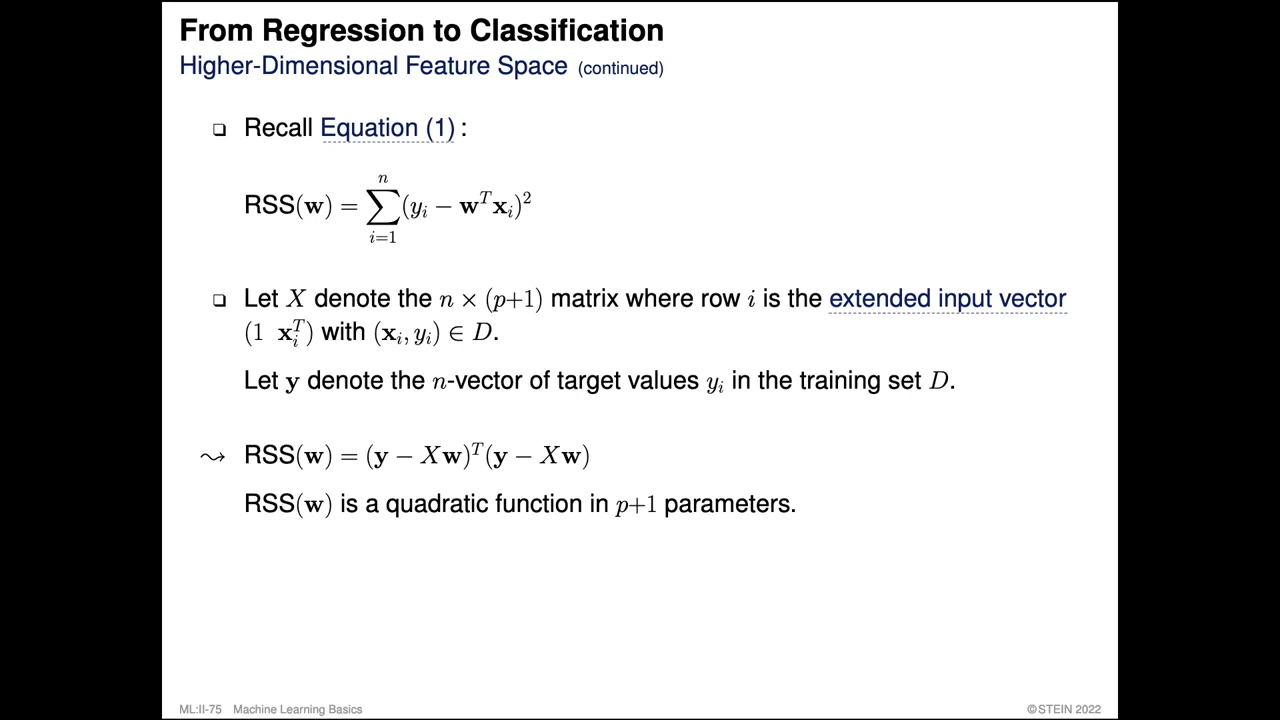 From Regression to Classification
Higher-Dimensional Feature Space (continued)
❑ Recall Equation (1) :
RSS(w) = ∑_{i=1}^{n} (y_i − w^T x_i)^2
❑ Let X denote the n × (p+1) matrix where row i is the extended input vector
(1 x_i^T) with (x_i, y_i) ∈ D.
Let y denote the n-vector of target values y_i in the training set D.
⇝ RSS(w) = (y − Xw)^T (y − Xw)
RSS(w) is a quadratic function in p+1 parameters.
ML:II-75 Machine Learning Basics
©STEIN 2022